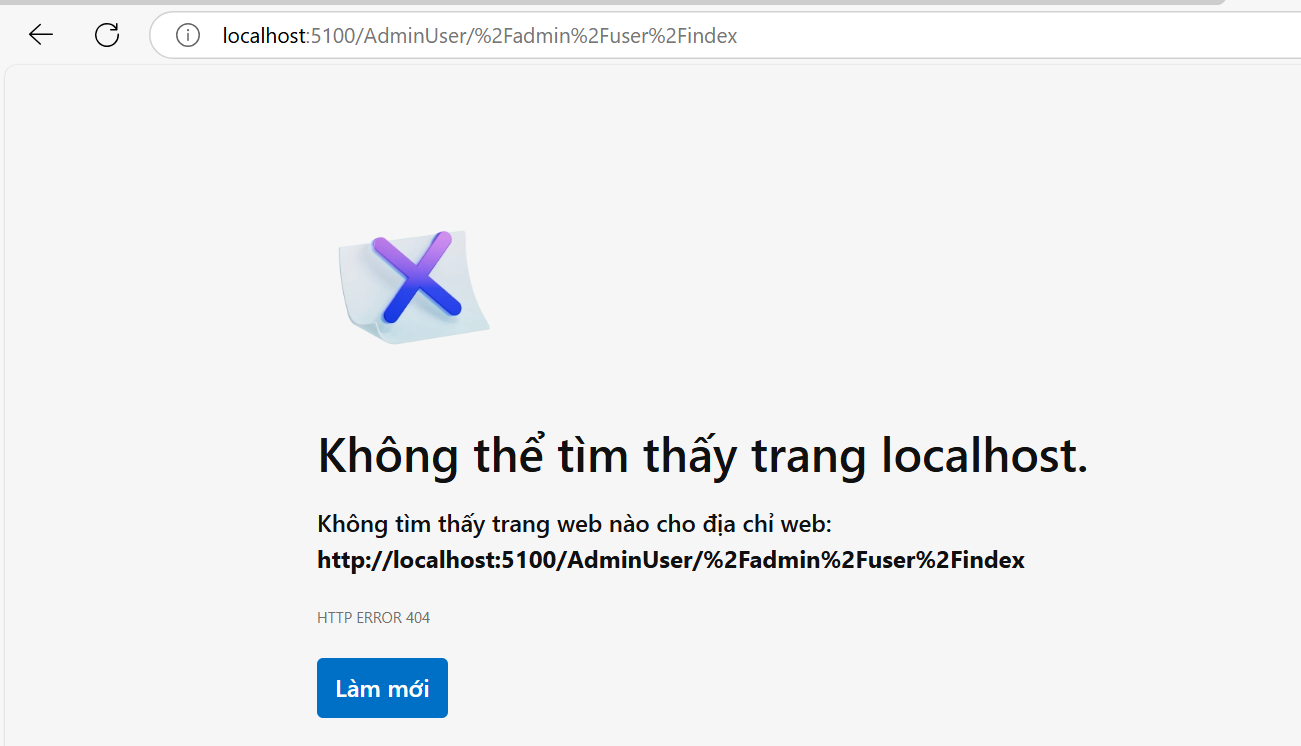 localhost:5100/AdminUser/%2Fadmin%2Fuser%2Findex
Không thể tìm thấy trang localhost.
Không tìm thấy trang web nào cho địa chỉ web:
http://localhost:5100/AdminUser/%2Fadmin%2Fuser%2Findex
HTTP ERROR 404
Làm mới